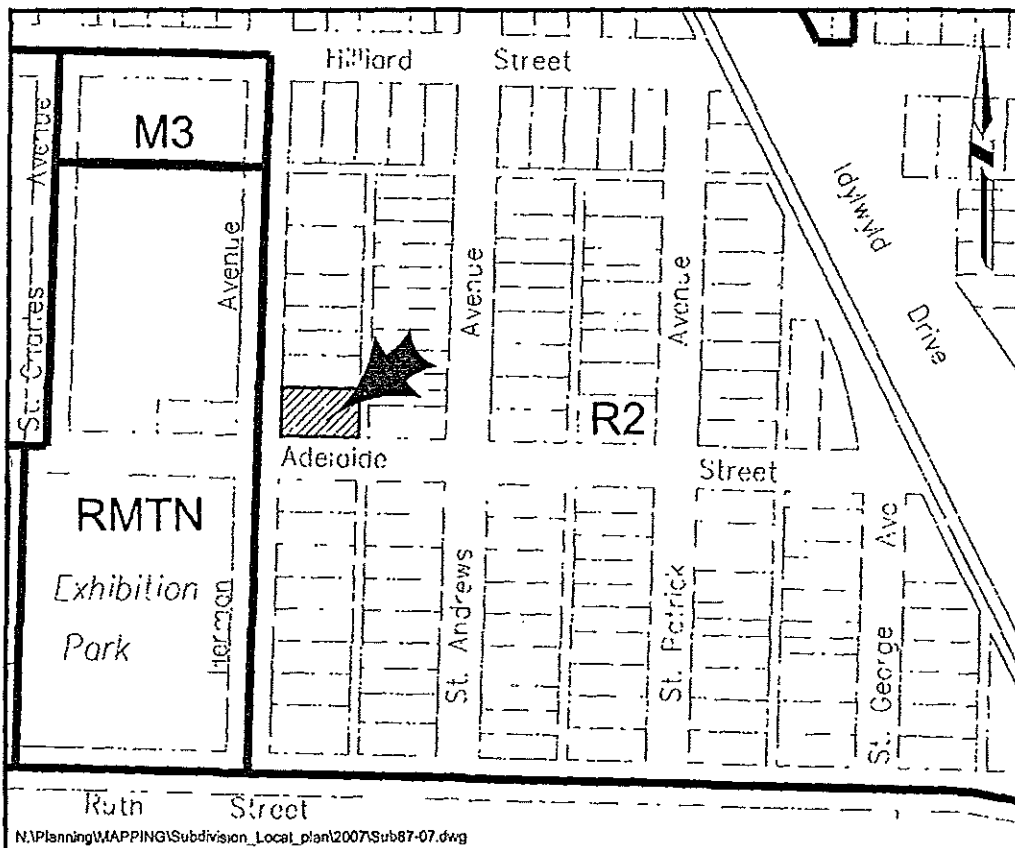 Hilliard Street
M3
St. Charles Avenue
Avenue
Avenue
Avenue
Idylwyld
Drive
R2
Adelaide
Street
RMTN
Exhibition
Park
Herman
St. Andrews
St. Patrick
St. George Ave
Ruth Street
N:\Planning\MAPPING\Subdivision_Local_plan\2007\Sub87-07.dwg